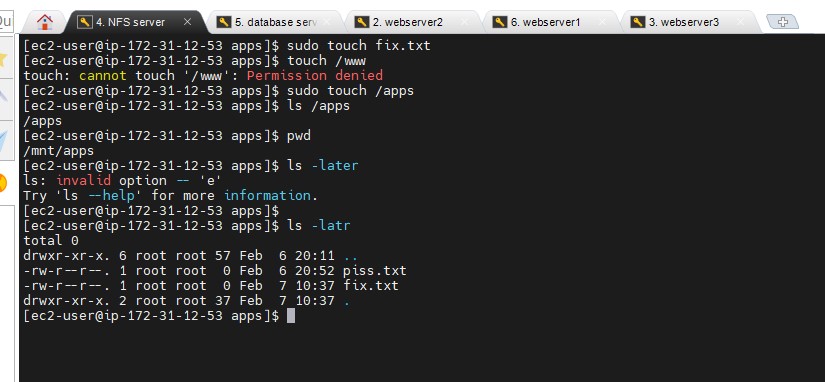 4. NFS server
5. database serv
2. webserver2
6. webserver1
3. webserver3
[ec2-user@ip-172-31-12-53 apps]$ sudo touch fix.txt
[ec2-user@ip-172-31-12-53 apps]$ touch /www
touch: cannot touch '/www': Permission denied
[ec2-user@ip-172-31-12-53 apps]$ sudo touch /apps
[ec2-user@ip-172-31-12-53 apps]$ ls /apps
/apps
[ec2-user@ip-172-31-12-53 apps]$ pwd
/mnt/apps
[ec2-user@ip-172-31-12-53 apps]$ ls -later
ls: invalid option -- 'e'
Try 'ls --help' for more information.
[ec2-user@ip-172-31-12-53 apps]$
[ec2-user@ip-172-31-12-53 apps]$ ls -latr
total 0
drwxr-xr-x. 6 root root 57 Feb  6 20:11 ..
-rw-r--r--. 1 root root  0 Feb  6 20:52 piss.txt
-rw-r--r--. 1 root root  0 Feb  7 10:37 fix.txt
drwxr-xr-x. 2 root root 37 Feb  7 10:37 .
[ec2-user@ip-172-31-12-53 apps]$